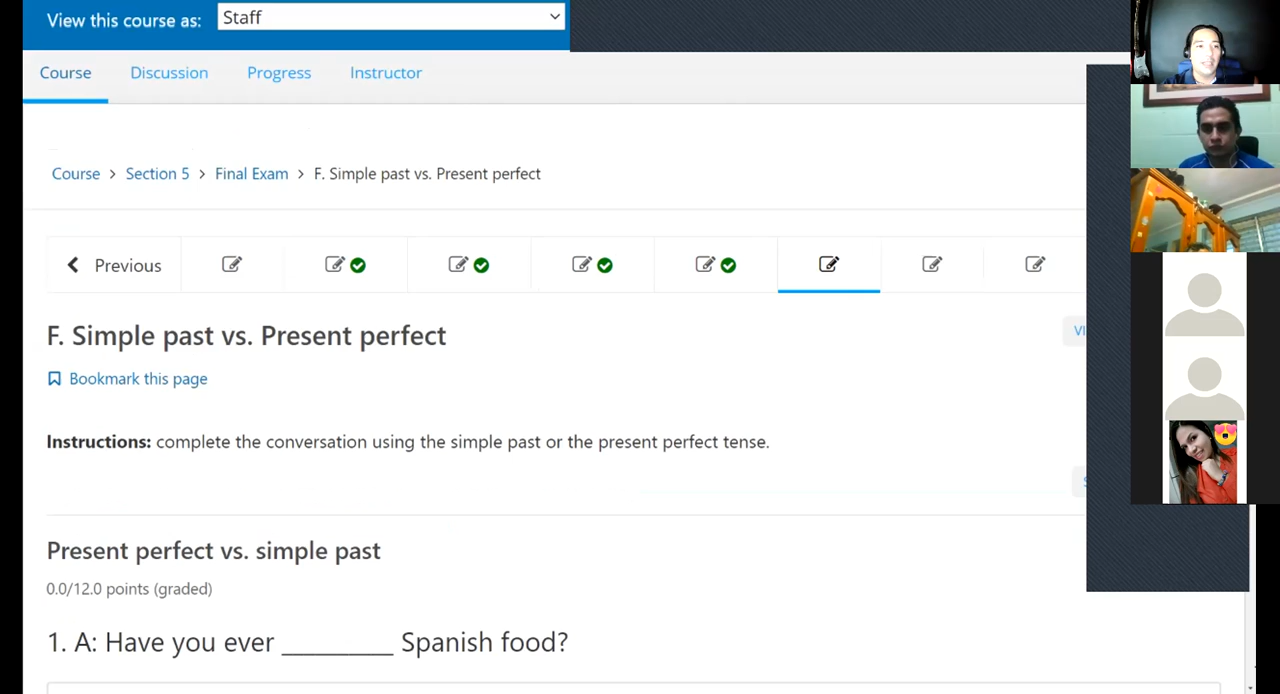 View this course as: Staff
Course Discussion Progress Instructor
Course > Section 5 > Final Exam > F. Simple past vs. Present perfect
Previous
F. Simple past vs. Present perfect
VI
Bookmark this page
Instructions: complete the conversation using the simple past or the present perfect tense.
Present perfect vs. simple past
0.0/12.0 points (graded)
1. A: Have you ever __________ Spanish food?